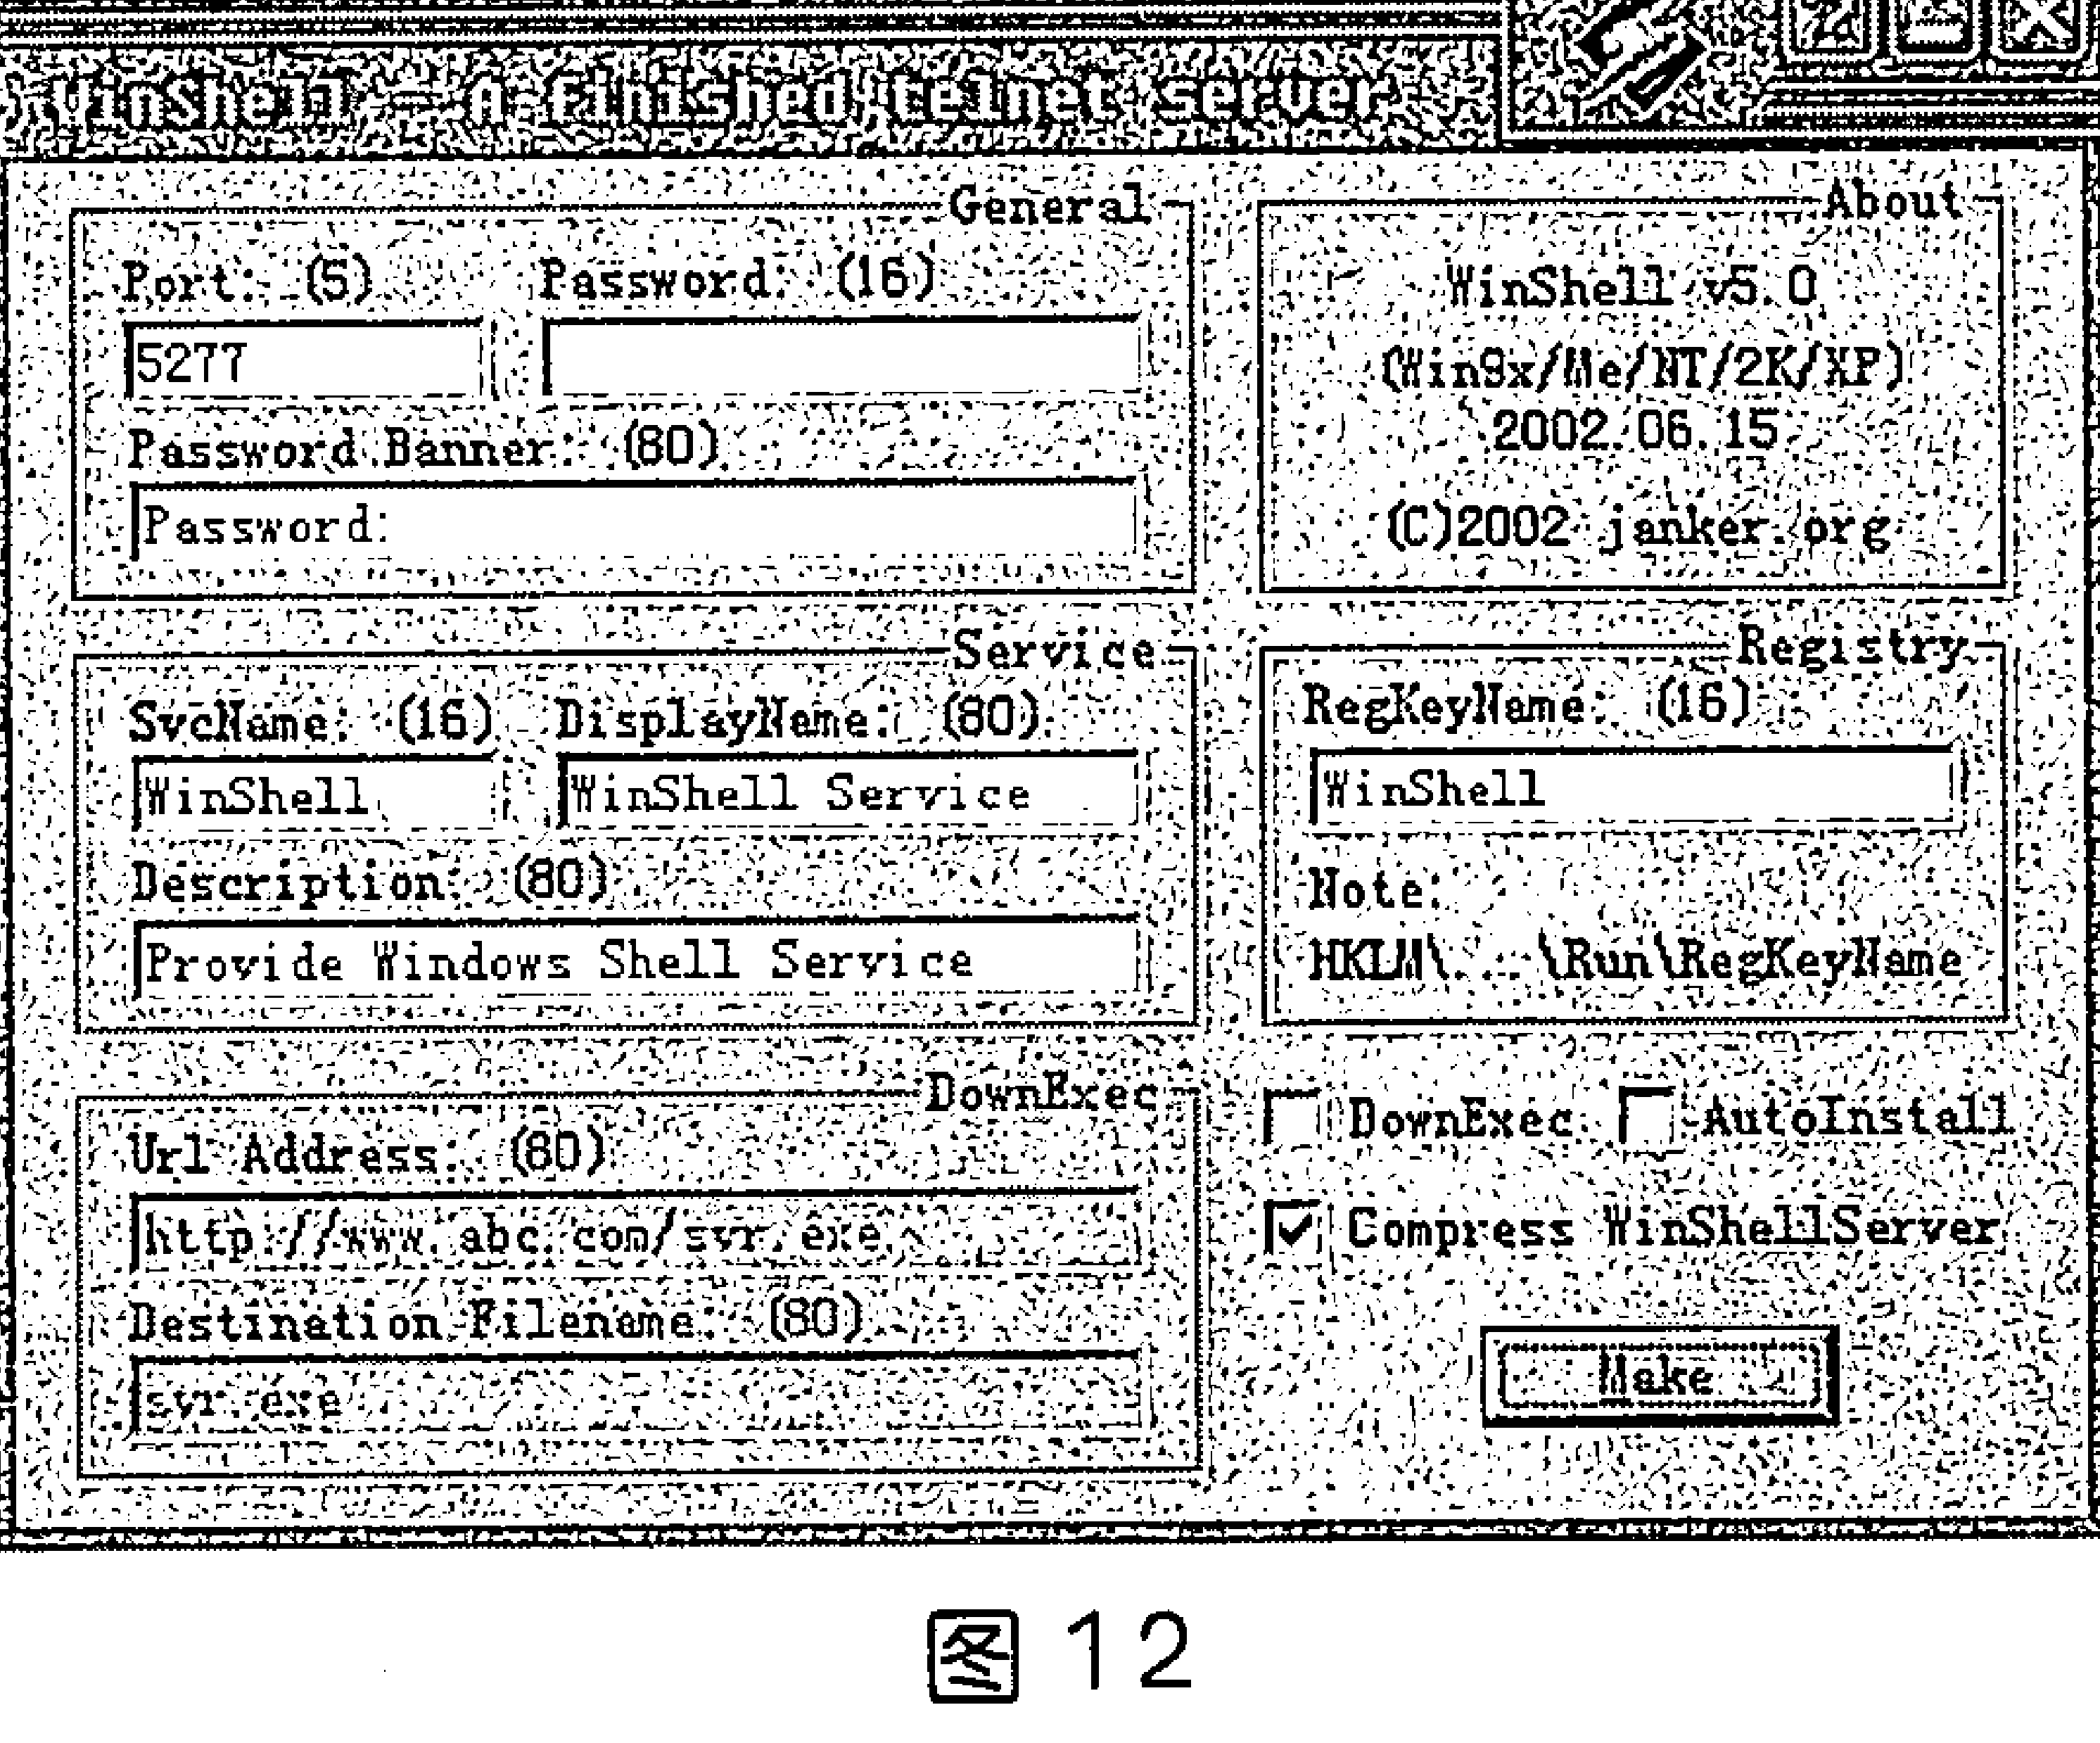 WinShell - A finished telnet server
General
Port: (5) Password: (16)
5277
Password Banner: (80)
Password:
About
WinShell v5.0
(Win9x/Me/NT/2K/XP)
2002.06.15
(C)2002 janker.org
Service
SvcName: (16) DisplayName: (80)
WinShell WinShell Service
Description: (80)
Provide Windows Shell Service
Registry
RegKeyName: (16)
WinShell
Note:
HKLM\...\Run\RegKeyName
DownExec
Url Address: (80)
http://www.abc.com/svr.exe
Destination Filename: (80)
svr.exe
DownExec AutoInstall
Compress WinShellServer
Make
图 12